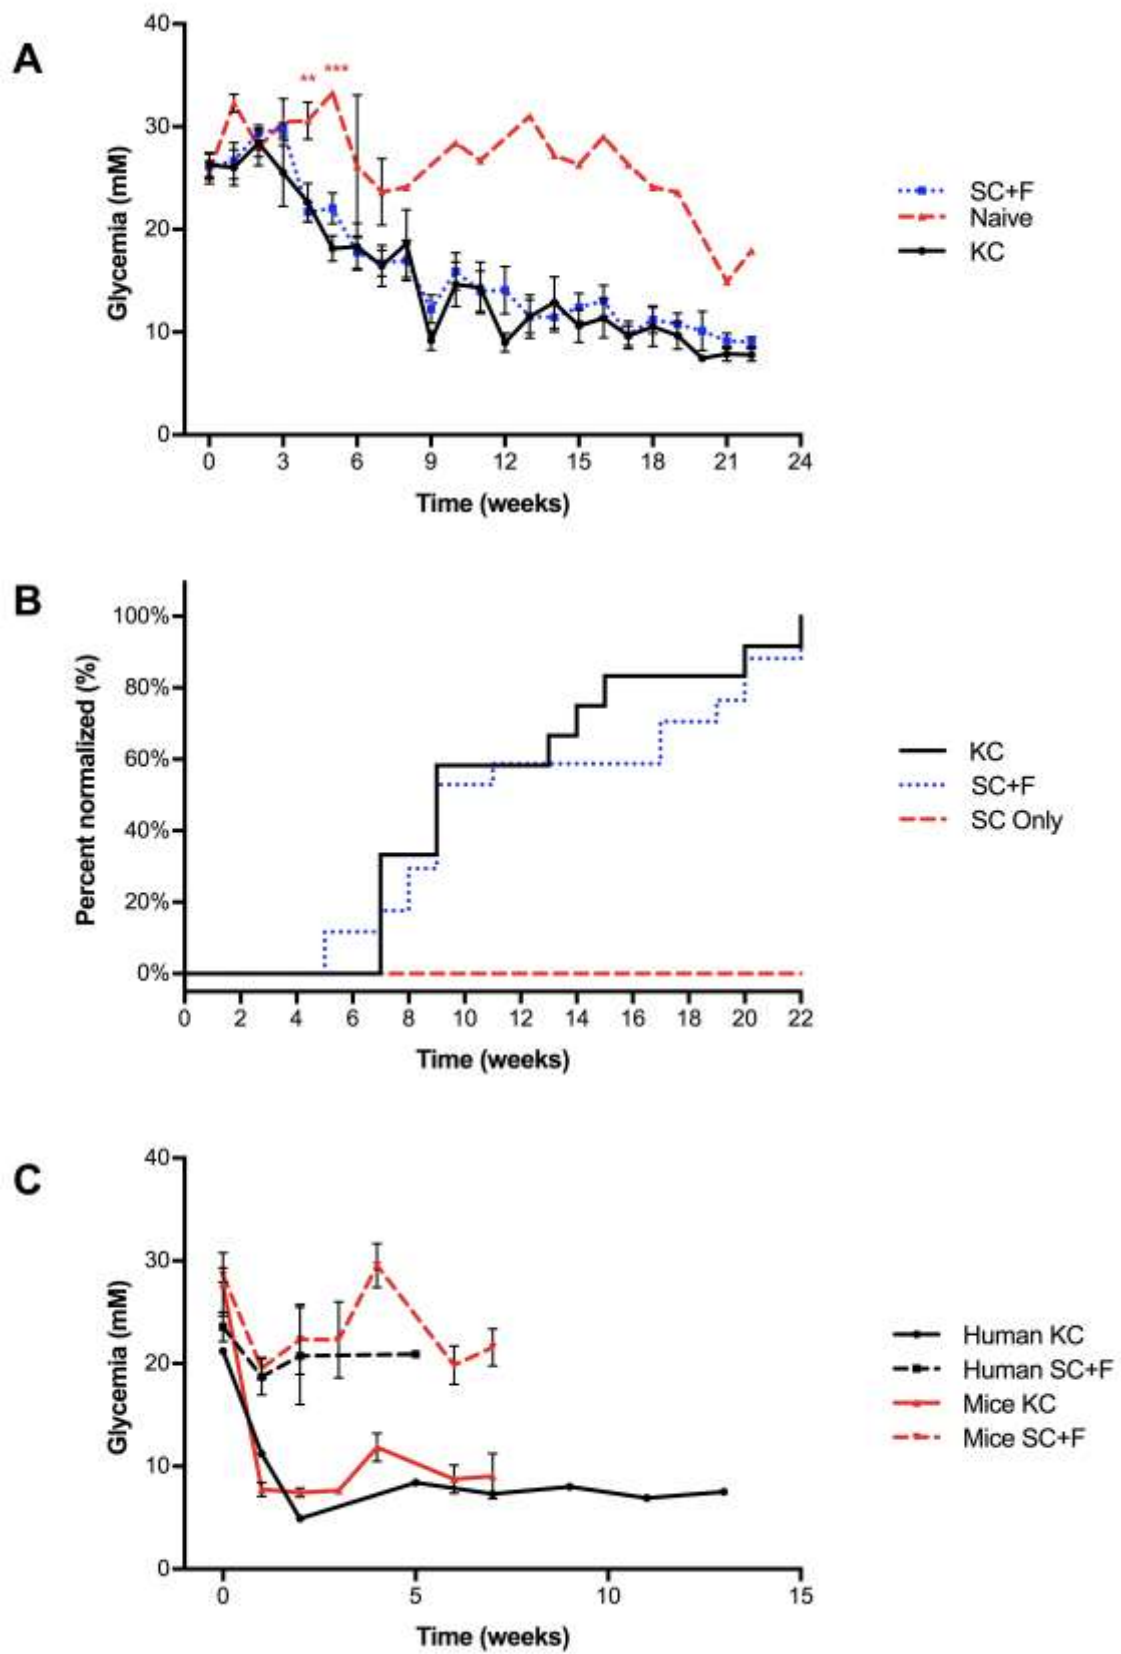 A
40
30
20
10
0
Glycemia (mM)
** ***
0 3 6 9 12 15 18 21 24
Time (weeks)
SC+F
Naive
KC
B
100%
80%
60%
40%
20%
0%
Percent normalized (%)
0 2 4 6 8 10 12 14 16 18 20 22
Time (weeks)
KC
SC+F
SC Only
C
40
30
20
10
0
Glycemia (mM)
0 5 10 15
Time (weeks)
Human KC
Human SC+F
Mice KC
Mice SC+F